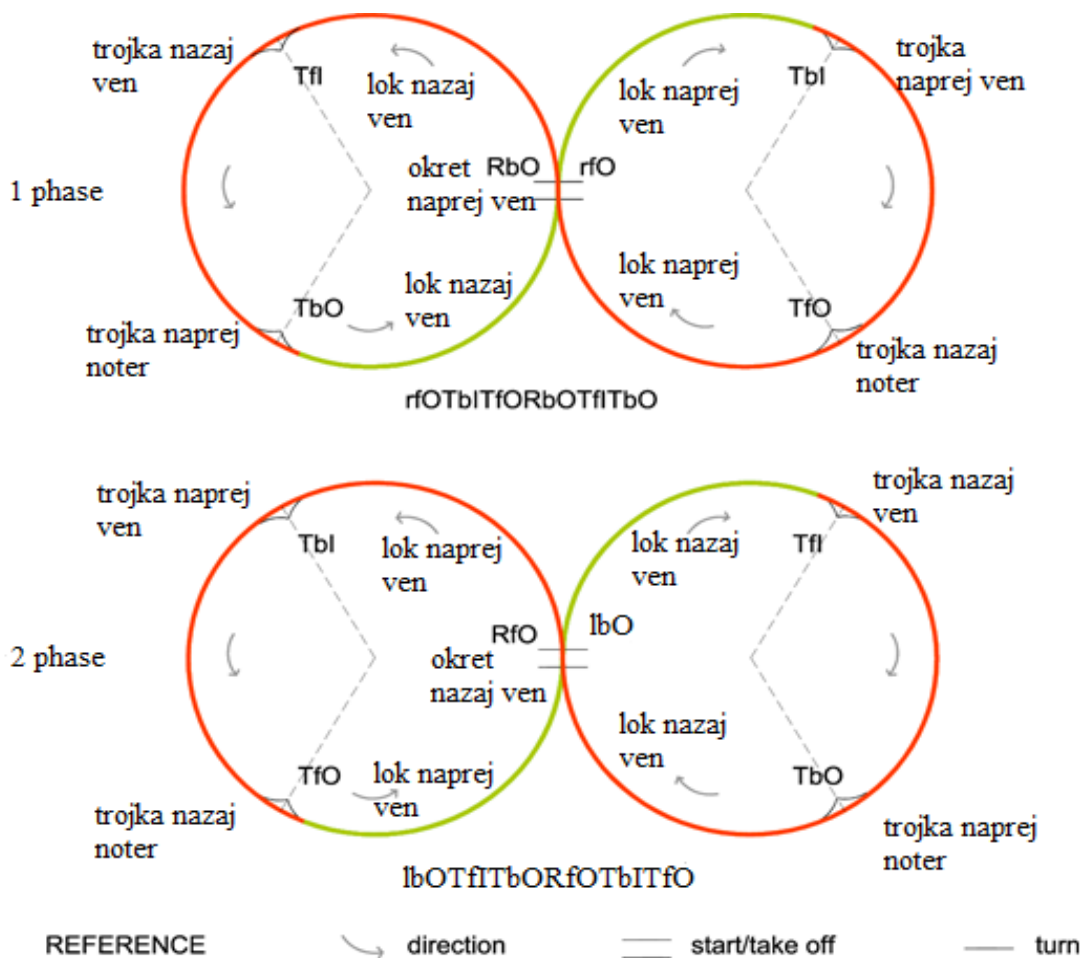 trojka nazaj
ven
TfI
lok nazaj
ven
lok naprej
ven
TbI
trojka
naprej ven
1 phase
okret
naprej ven
RbO
rfO
TbO
lok nazaj
ven
lok naprej
ven
TfO
trojka naprej
noter
trojka nazaj
noter
rfOTbITfORbOTfITbO
trojka naprej
ven
TbI
lok naprej
ven
lok nazaj
ven
TfI
trojka nazaj
ven
2 phase
RfO
lbO
okret
nazaj ven
TfO
lok naprej
ven
lok nazaj
ven
TbO
trojka nazaj
noter
trojka naprej
noter
lbOTfITbORfOTbITfO
REFERENCE direction start/take off turn